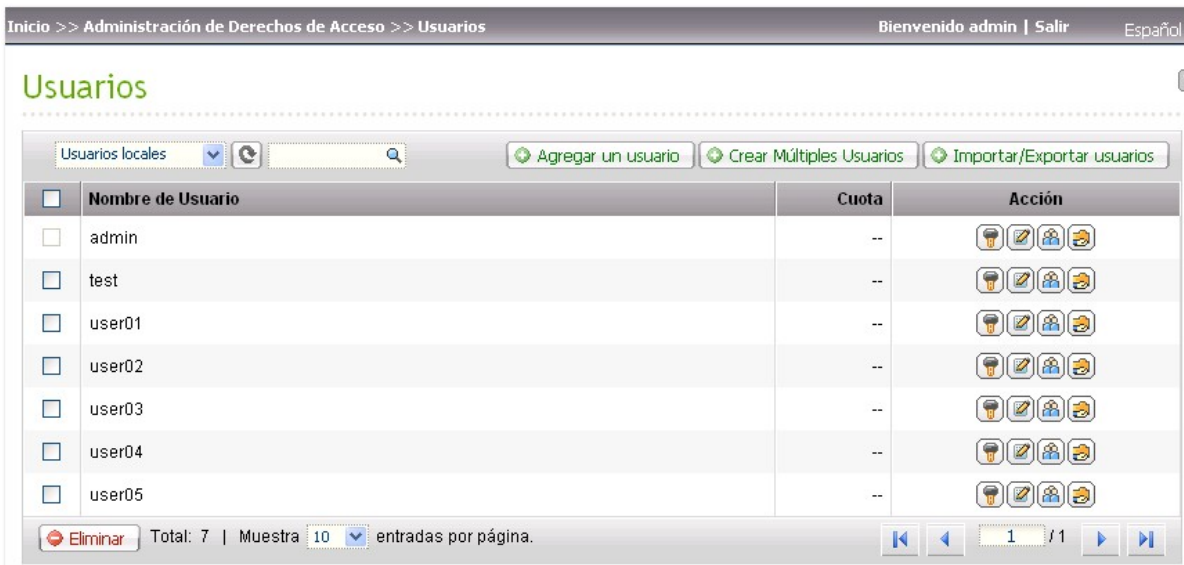 Inicio >> Administración de Derechos de Acceso >> Usuarios Bienvenido admin | Salir Español
Usuarios
Usuarios locales Agregar un usuario Crear Múltiples Usuarios Importar/Exportar usuarios
Nombre de Usuario Cuota Acción
admin --
test --
user01 --
user02 --
user03 --
user04 --
user05 --
Eliminar Total: 7 | Muestra 10 entradas por página. 1 /1